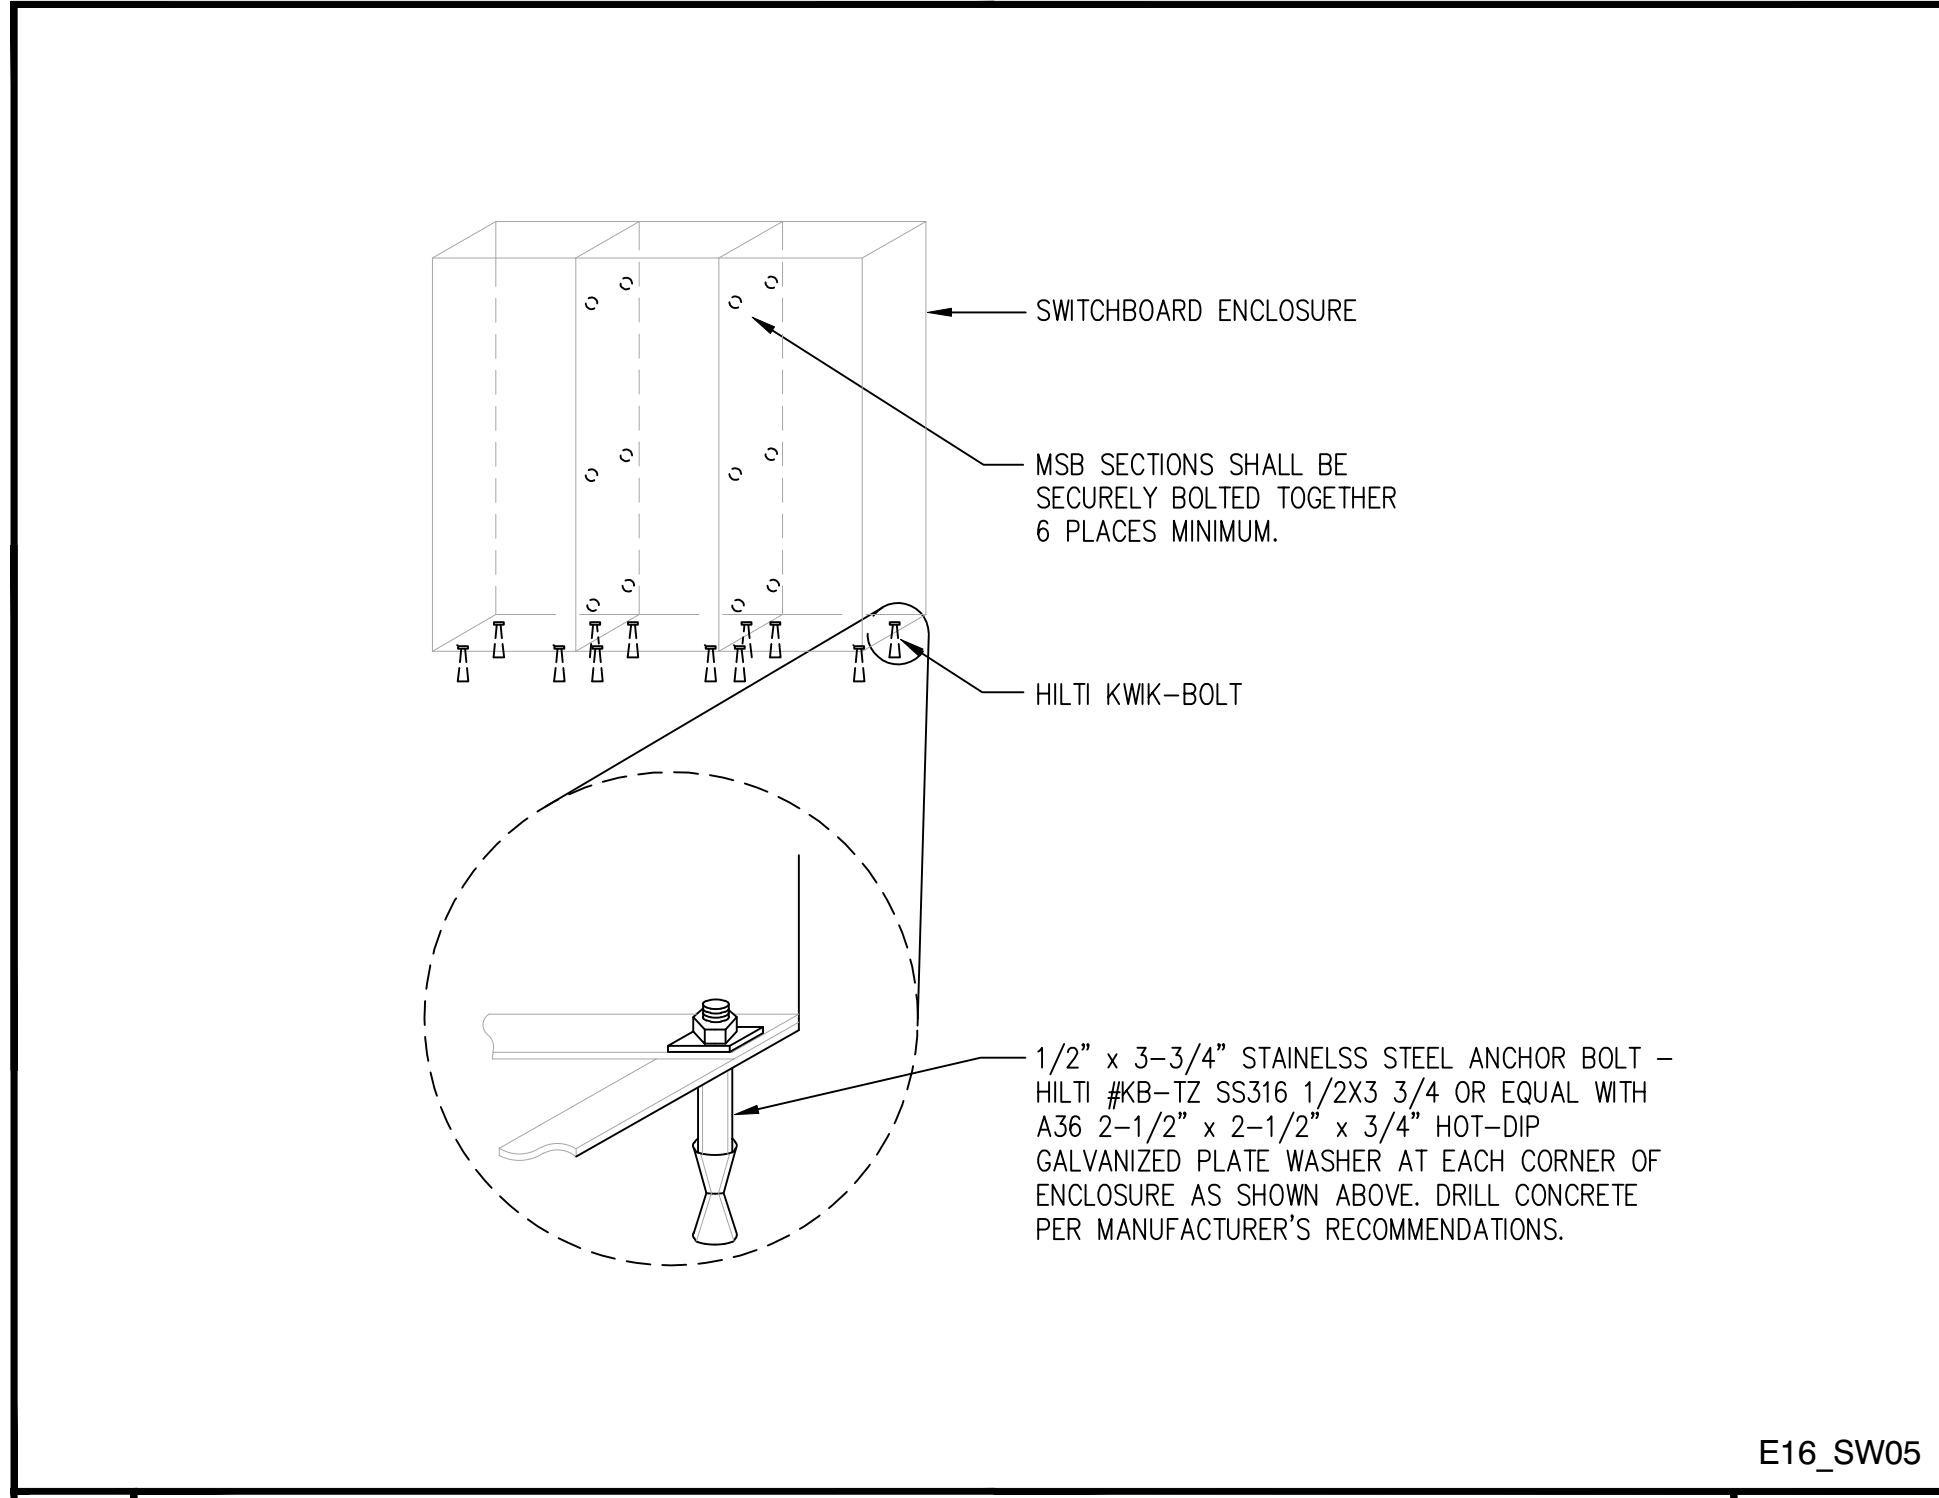 SWITCHBOARD ENCLOSURE
MSB SECTIONS SHALL BE
SECURELY BOLTED TOGETHER
6 PLACES MINIMUM.
HILTI KWIK-BOLT
1/2" x 3-3/4" STAINELSS STEEL ANCHOR BOLT -
HILTI #KB-TZ SS316 1/2X3 3/4 OR EQUAL WITH
A36 2-1/2" x 2-1/2" x 3/4" HOT-DIP
GALVANIZED PLATE WASHER AT EACH CORNER OF
ENCLOSURE AS SHOWN ABOVE. DRILL CONCRETE
PER MANUFACTURER'S RECOMMENDATIONS.
E16_SW05